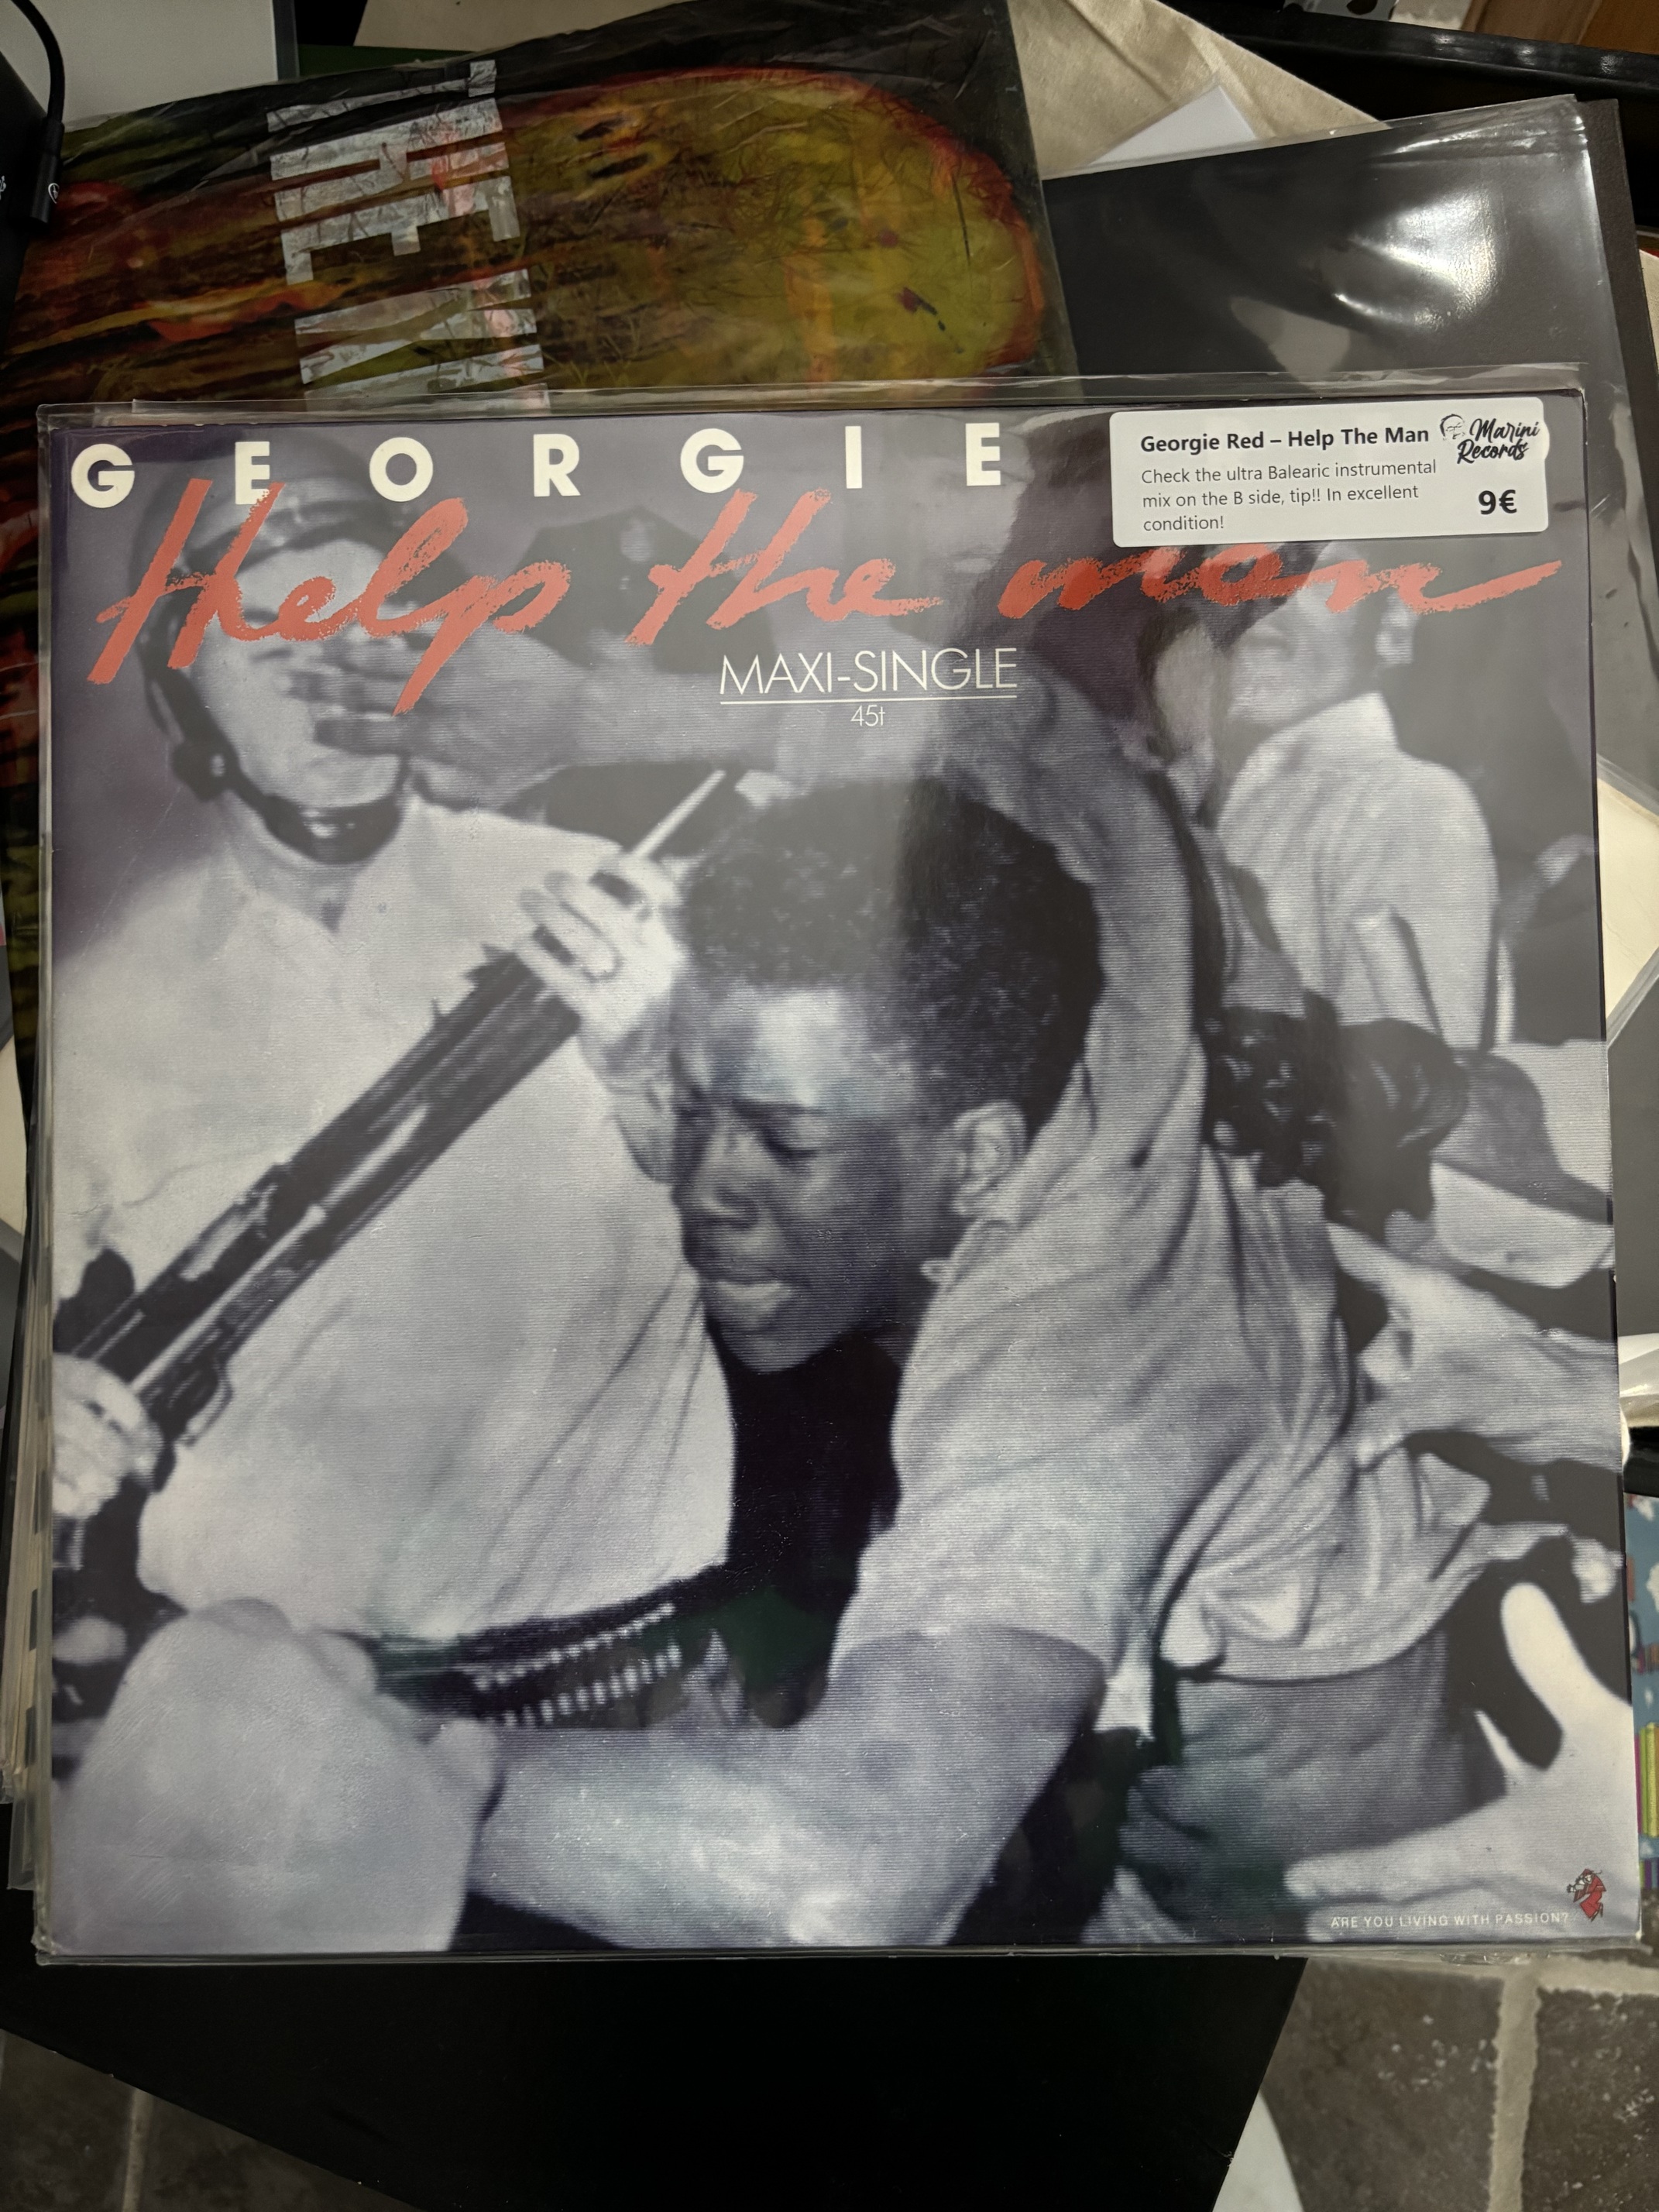 GEORGIE
Georgie Red – Help The Man
Marini
Records
Check the ultra Balearic instrumental
mix on the B side, tip!! In excellent
condition!
9€
Help the man
MAXI-SINGLE
45t
ARE YOU LIVING WITH PASSION?